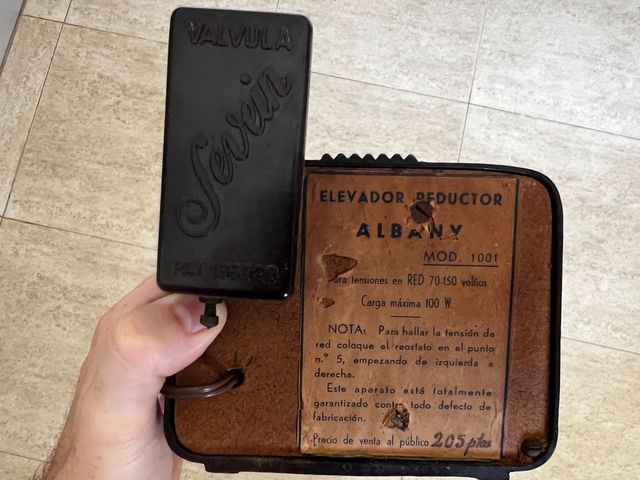 VALVULA
Severin
ELEVADOR REDUCTOR
ALBANY
MOD. 1001
Para tensiones en RED 70-150 voltios
Carga máxima 100 W.
NOTA: Para hallar la tensión de
red coloque el reostato en el punto
n.º 5, empezando de izquierda a
derecha.
Este aparato está totalmente
garantizado contra todo defecto de
fabricación.
Precio de venta al público 205 ptas